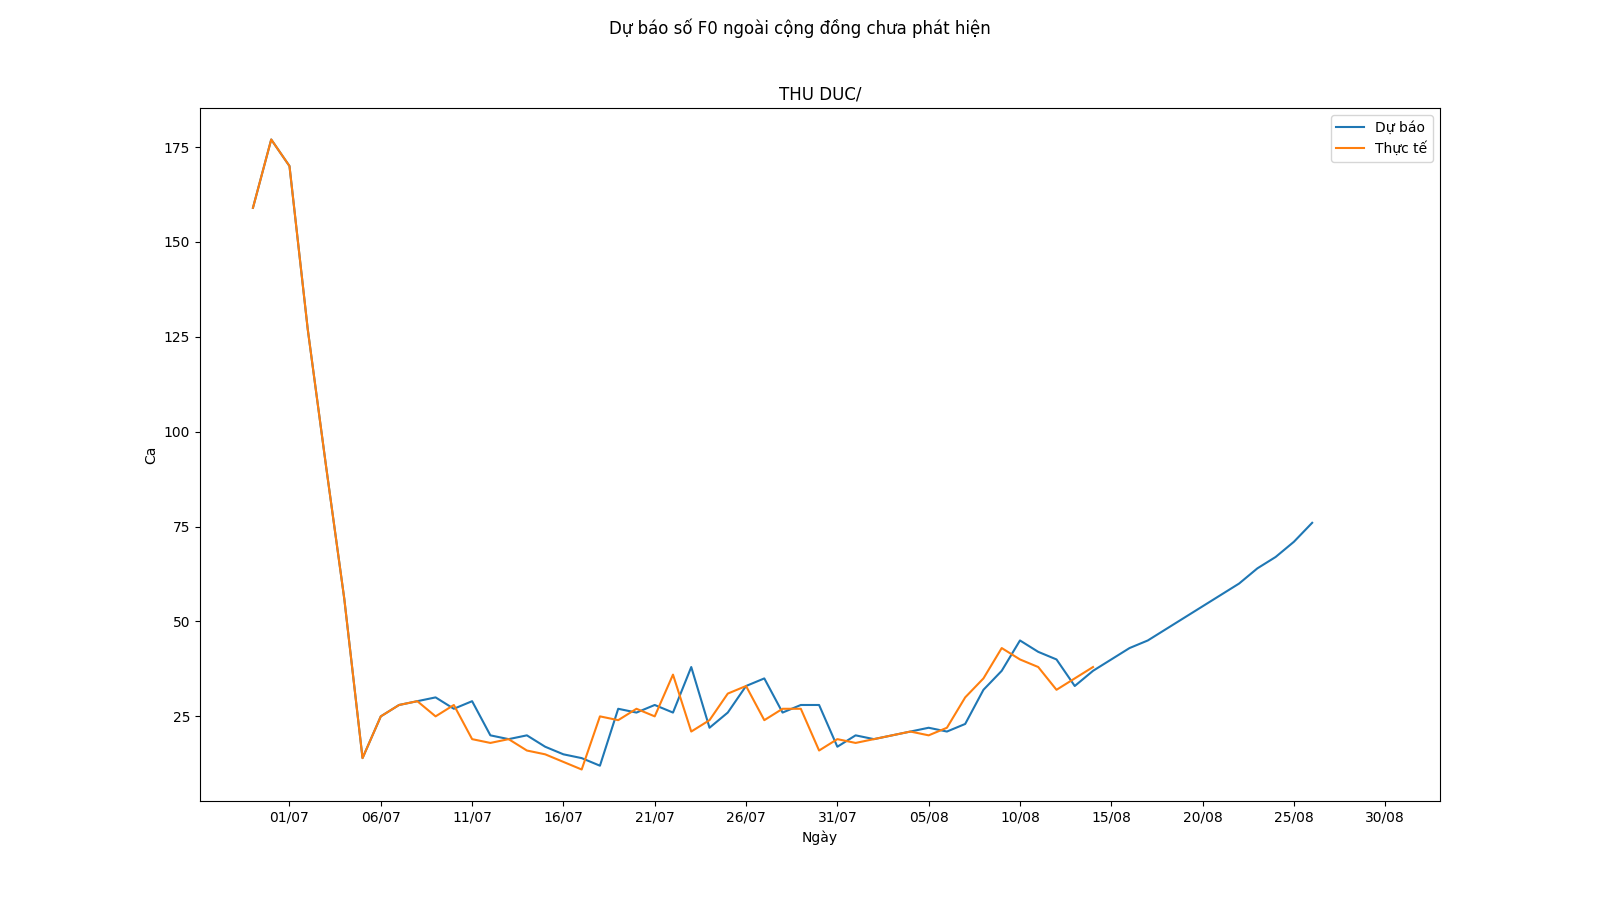 Dự báo số F0 ngoài cộng đồng chưa phát hiện
THU DUC/
Dự báo
Thực tế
175
150
125
100
75
50
25
Ca
01/07 06/07 11/07 16/07 21/07 26/07 31/07 05/08 10/08 15/08 20/08 25/08 30/08
Ngày